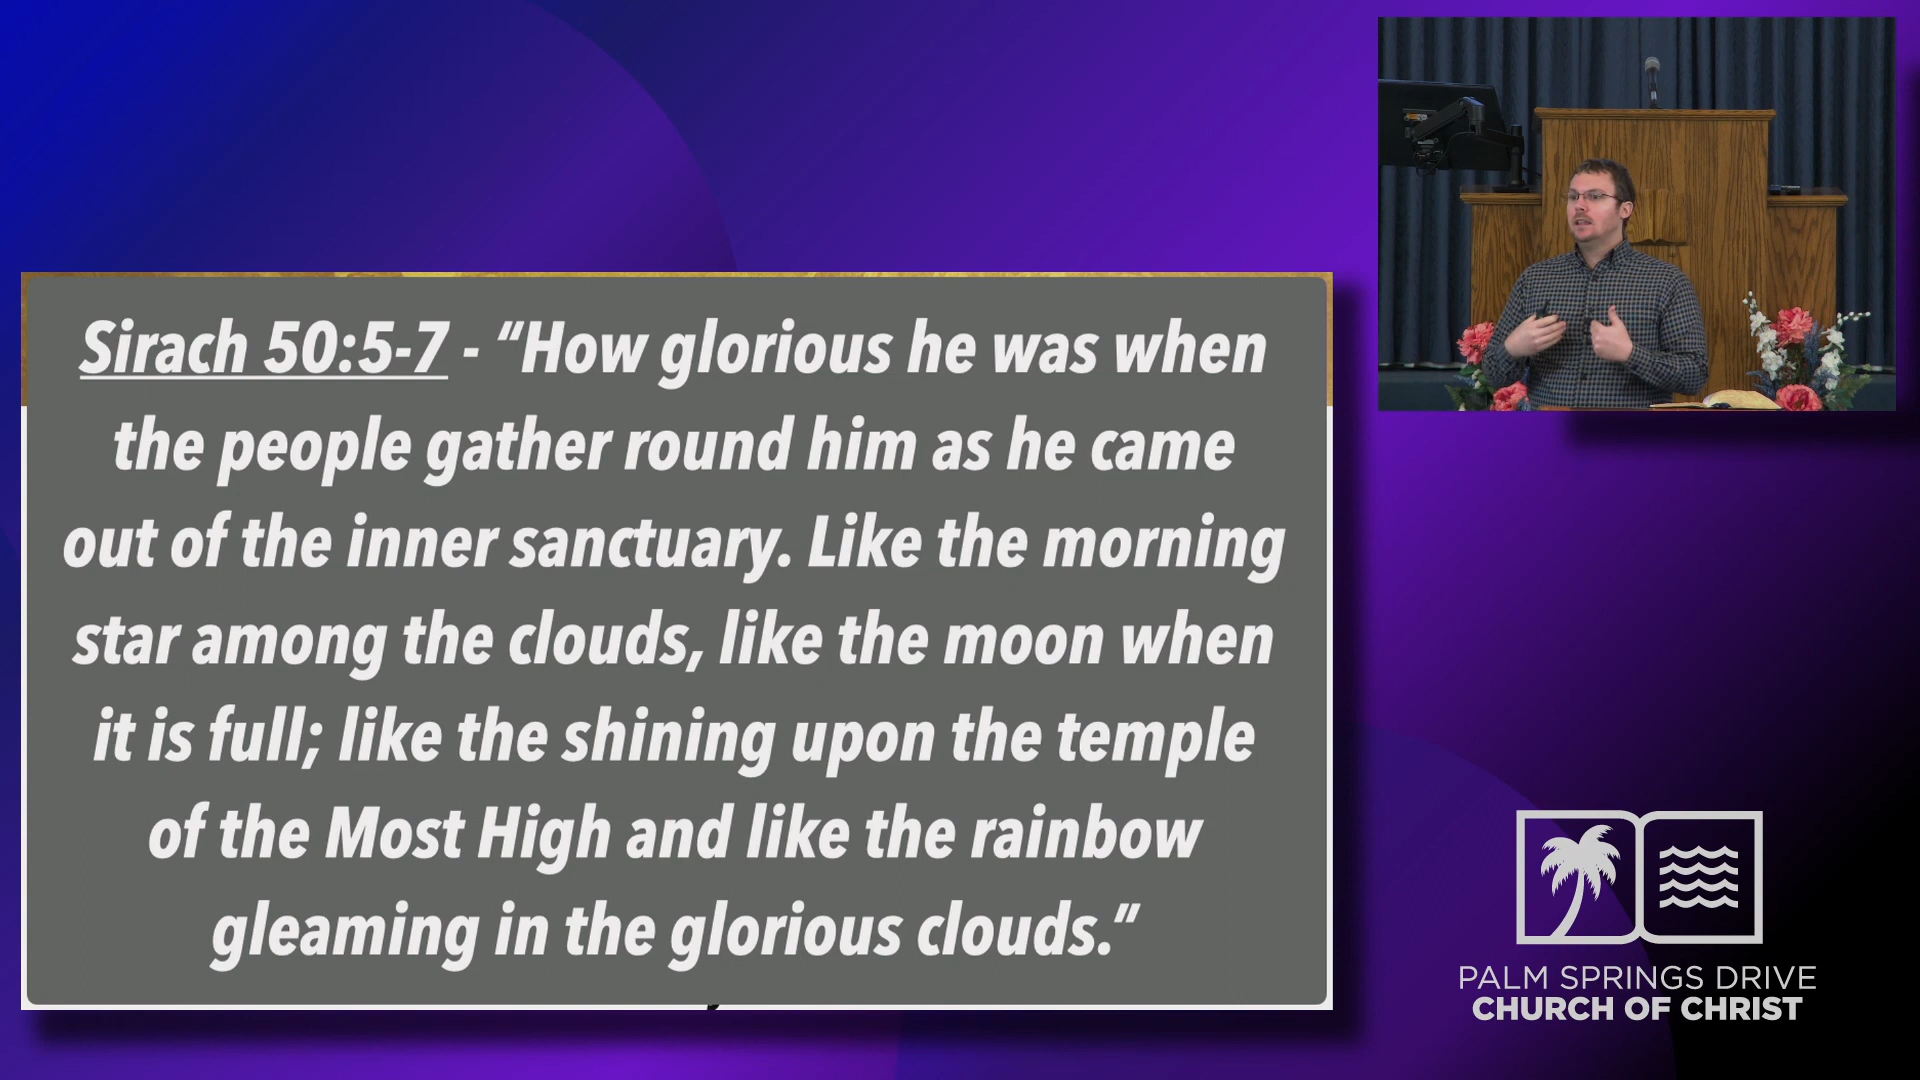 Sirach 50:5-7 - “How glorious he was when
the people gather round him as he came
out of the inner sanctuary. Like the morning
star among the clouds, like the moon when
it is full; like the shining upon the temple
of the Most High and like the rainbow
gleaming in the glorious clouds.”
PALM SPRINGS DRIVE
CHURCH OF CHRIST